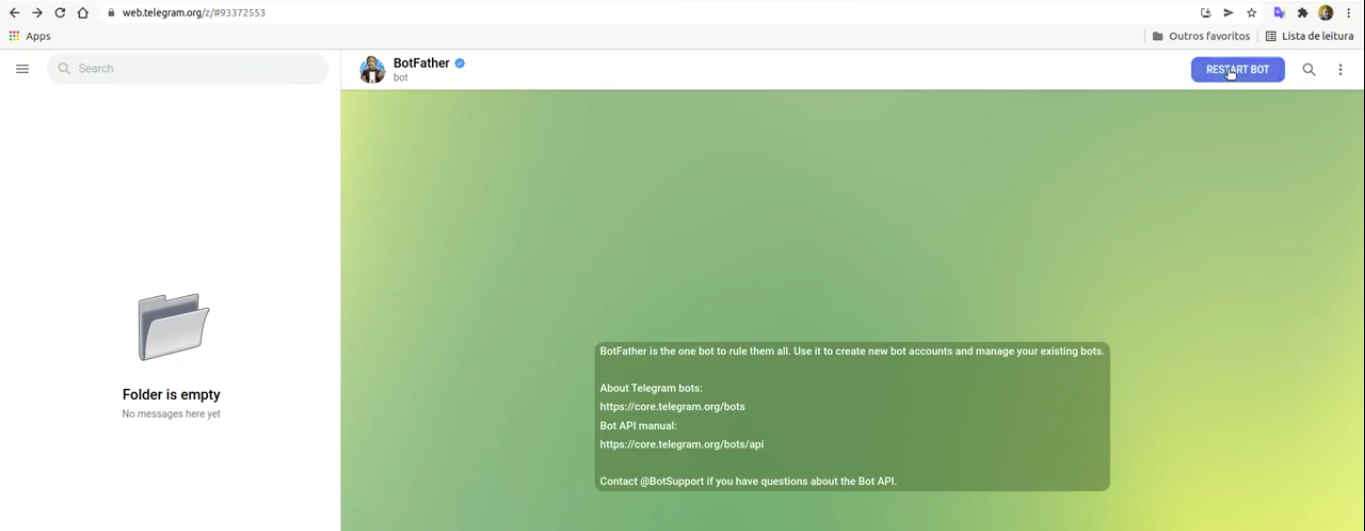 web.telegram.org/z/#93372553
Apps
Outros favoritos
Lista de leitura
Search
BotFather
bot
RESTART BOT
Folder is empty
No messages here yet
BotFather is the one bot to rule them all. Use it to create new bot accounts and manage your existing bots.
About Telegram bots:
https://core.telegram.org/bots
Bot API manual:
https://core.telegram.org/bots/api
Contact @BotSupport if you have questions about the Bot API.